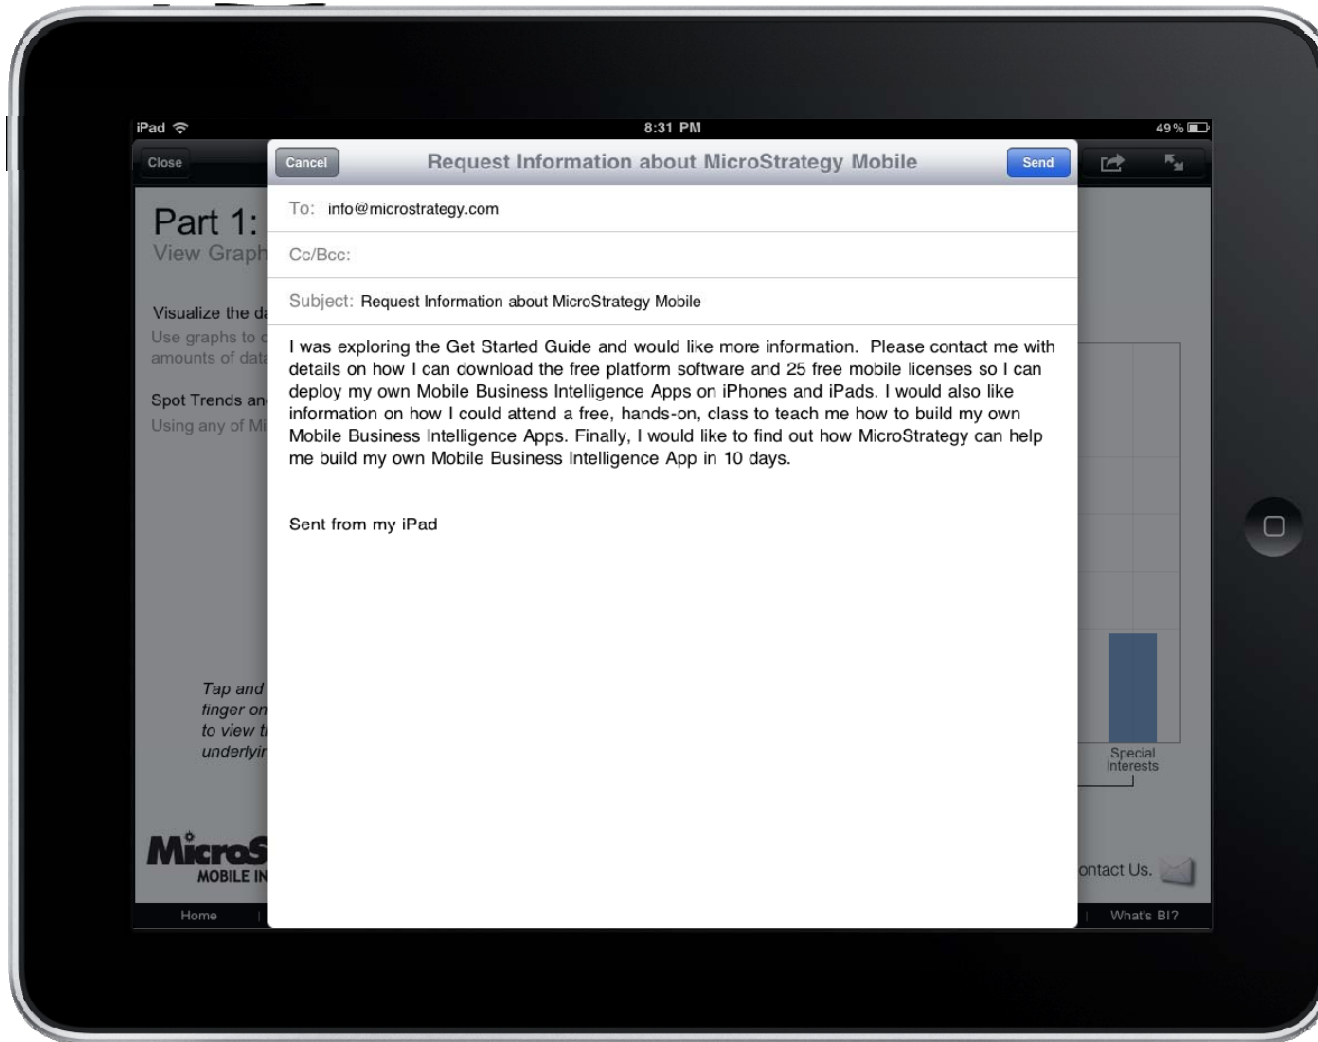 iPad
8:31 PM
49%
Close
Cancel
Request Information about MicroStrategy Mobile
Send
To: info@microstrategy.com
Cc/Bcc:
Subject: Request Information about MicroStrategy Mobile
I was exploring the Get Started Guide and would like more information.  Please contact me with
details on how I can download the free platform software and 25 free mobile licenses so I can
deploy my own Mobile Business Intelligence Apps on iPhones and iPads. I would also like
information on how I could attend a free, hands-on, class to teach me how to build my own
Mobile Business Intelligence Apps. Finally, I would like to find out how MicroStrategy can help
me build my own Mobile Business Intelligence App in 10 days.
Sent from my iPad
Part 1:
View Graph
Visualize the da
Use graphs to
amounts of data
Spot Trends an
Using any of Mi
Tap and
finger on
to view t
underlyin
MicroS
MOBILE IN
Special
Interests
ontact Us.
Home
What's BI?